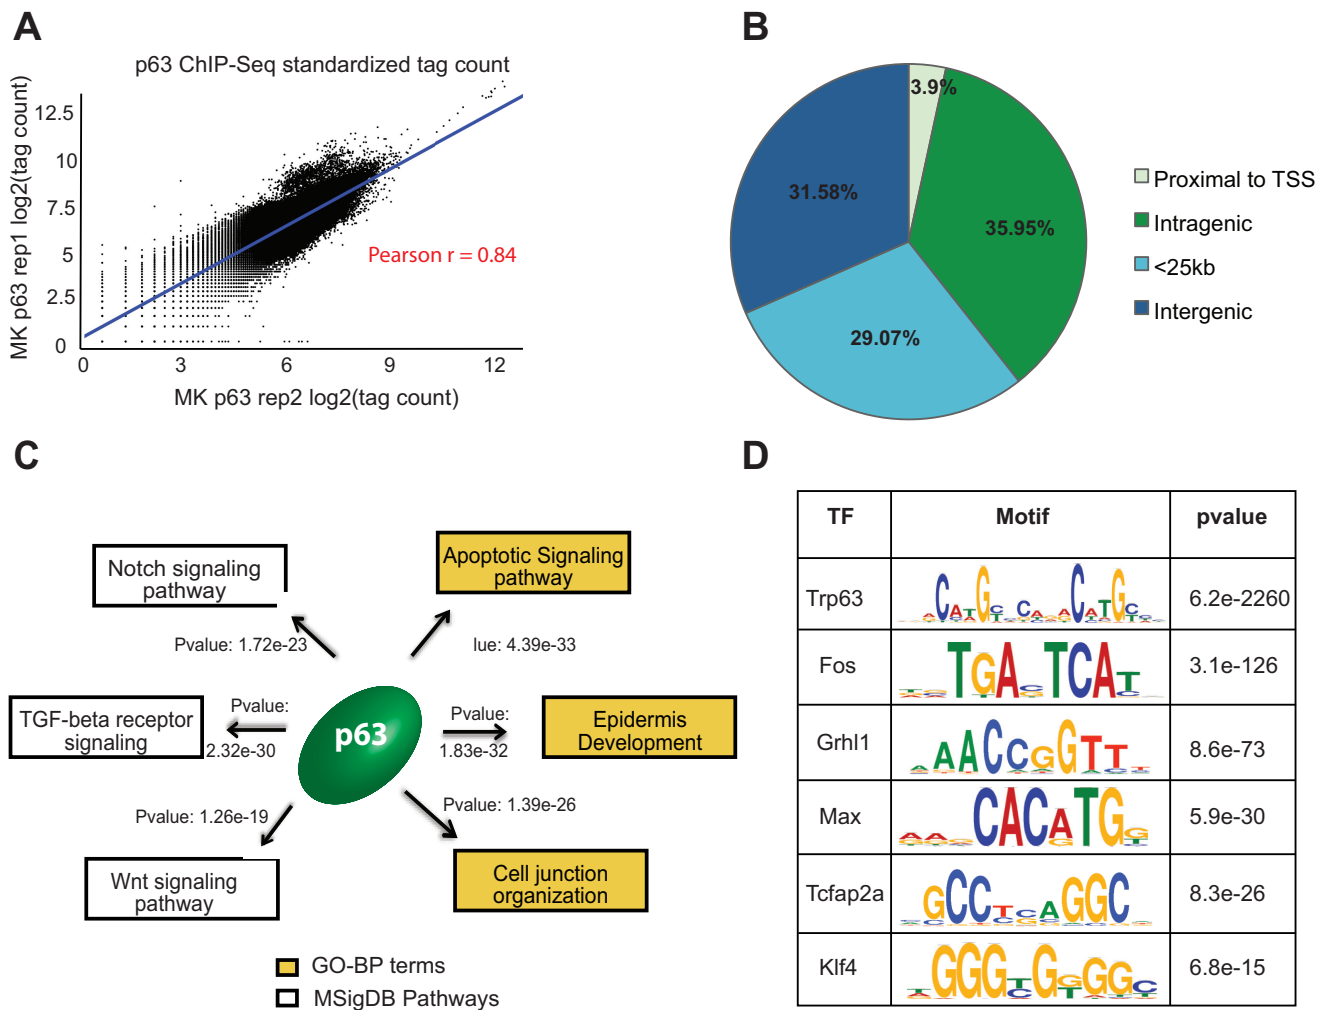 A
p63 ChIP-Seq standardized tag count
MK p63 rep1 log2(tag count)
12.5
10
7.5
5
2.5
0
Pearson r = 0.84
0 3 6 9 12
MK p63 rep2 log2(tag count)
B
3.9%
35.95%
29.07%
31.58%
Proximal to TSS
Intragenic
<25kb
Intergenic
C
Notch signaling
pathway
Pvalue: 1.72e-23
Apoptotic Signaling
pathway
lue: 4.39e-33
TGF-beta receptor
signaling
Pvalue:
2.32e-30
p63
Pvalue:
1.83e-32
Epidermis
Development
Pvalue: 1.26e-19
Wnt signaling
pathway
Pvalue: 1.39e-26
Cell junction
organization
GO-BP terms
MSigDB Pathways
D
TF Motif pvalue
Trp63 6.2e-2260
Fos TGA TCA 3.1e-126
Grhl1 AACCGGTT 8.6e-73
Max CACATG 5.9e-30
Tcfap2a GCC GGC 8.3e-26
Klf4 GGG G GG 6.8e-15